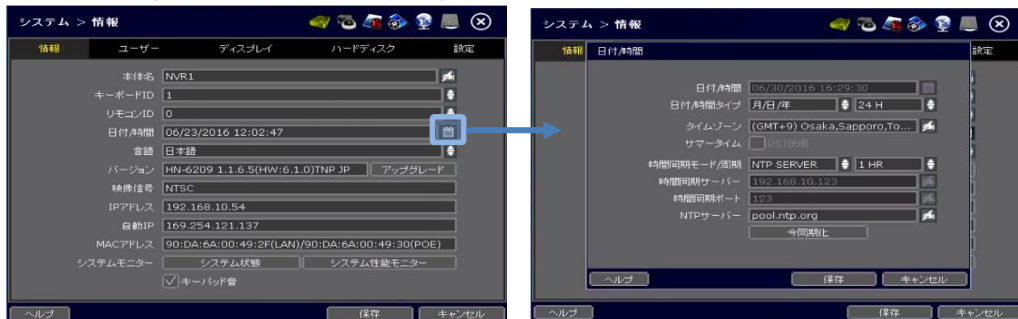 システム > 情報
情報 ユーザー ディスプレイ ハードディスク 設定
本体名 NVR1
キーボードID 1
リモコンID 0
日付/時間 06/23/2016 12:02:47
言語 日本語
バージョン HN-6209 1.1.6.5(HW:6.1.0)TNP JP アップグレード
映像信号 NTSC
IPアドレス 192.168.10.54
自動IP 169.254.121.137
MACアドレス 90:DA:6A:00:49:2F(LAN)/90:DA:6A:00:49:30(POE)
システムモニター システム状態 システム性能モニター
キーパッド音
ヘルプ 保存 キャンセル
システム > 情報
情報 日付/時間 設定
日付/時間 06/30/2016 16:29:30
日付/時間タイプ 月/日/年 24 H
タイムゾーン (GMT+9) Osaka,Sapporo,To...
サマータイム DST使用
時間同期モード/周期 NTP SERVER 1 HR
時間同期サーバー 192.168.10.123
時間同期ポート 123
NTPサーバー pool.ntp.org
今同期化
ヘルプ 保存 キャンセル
ヘルプ 保存 キャンセル